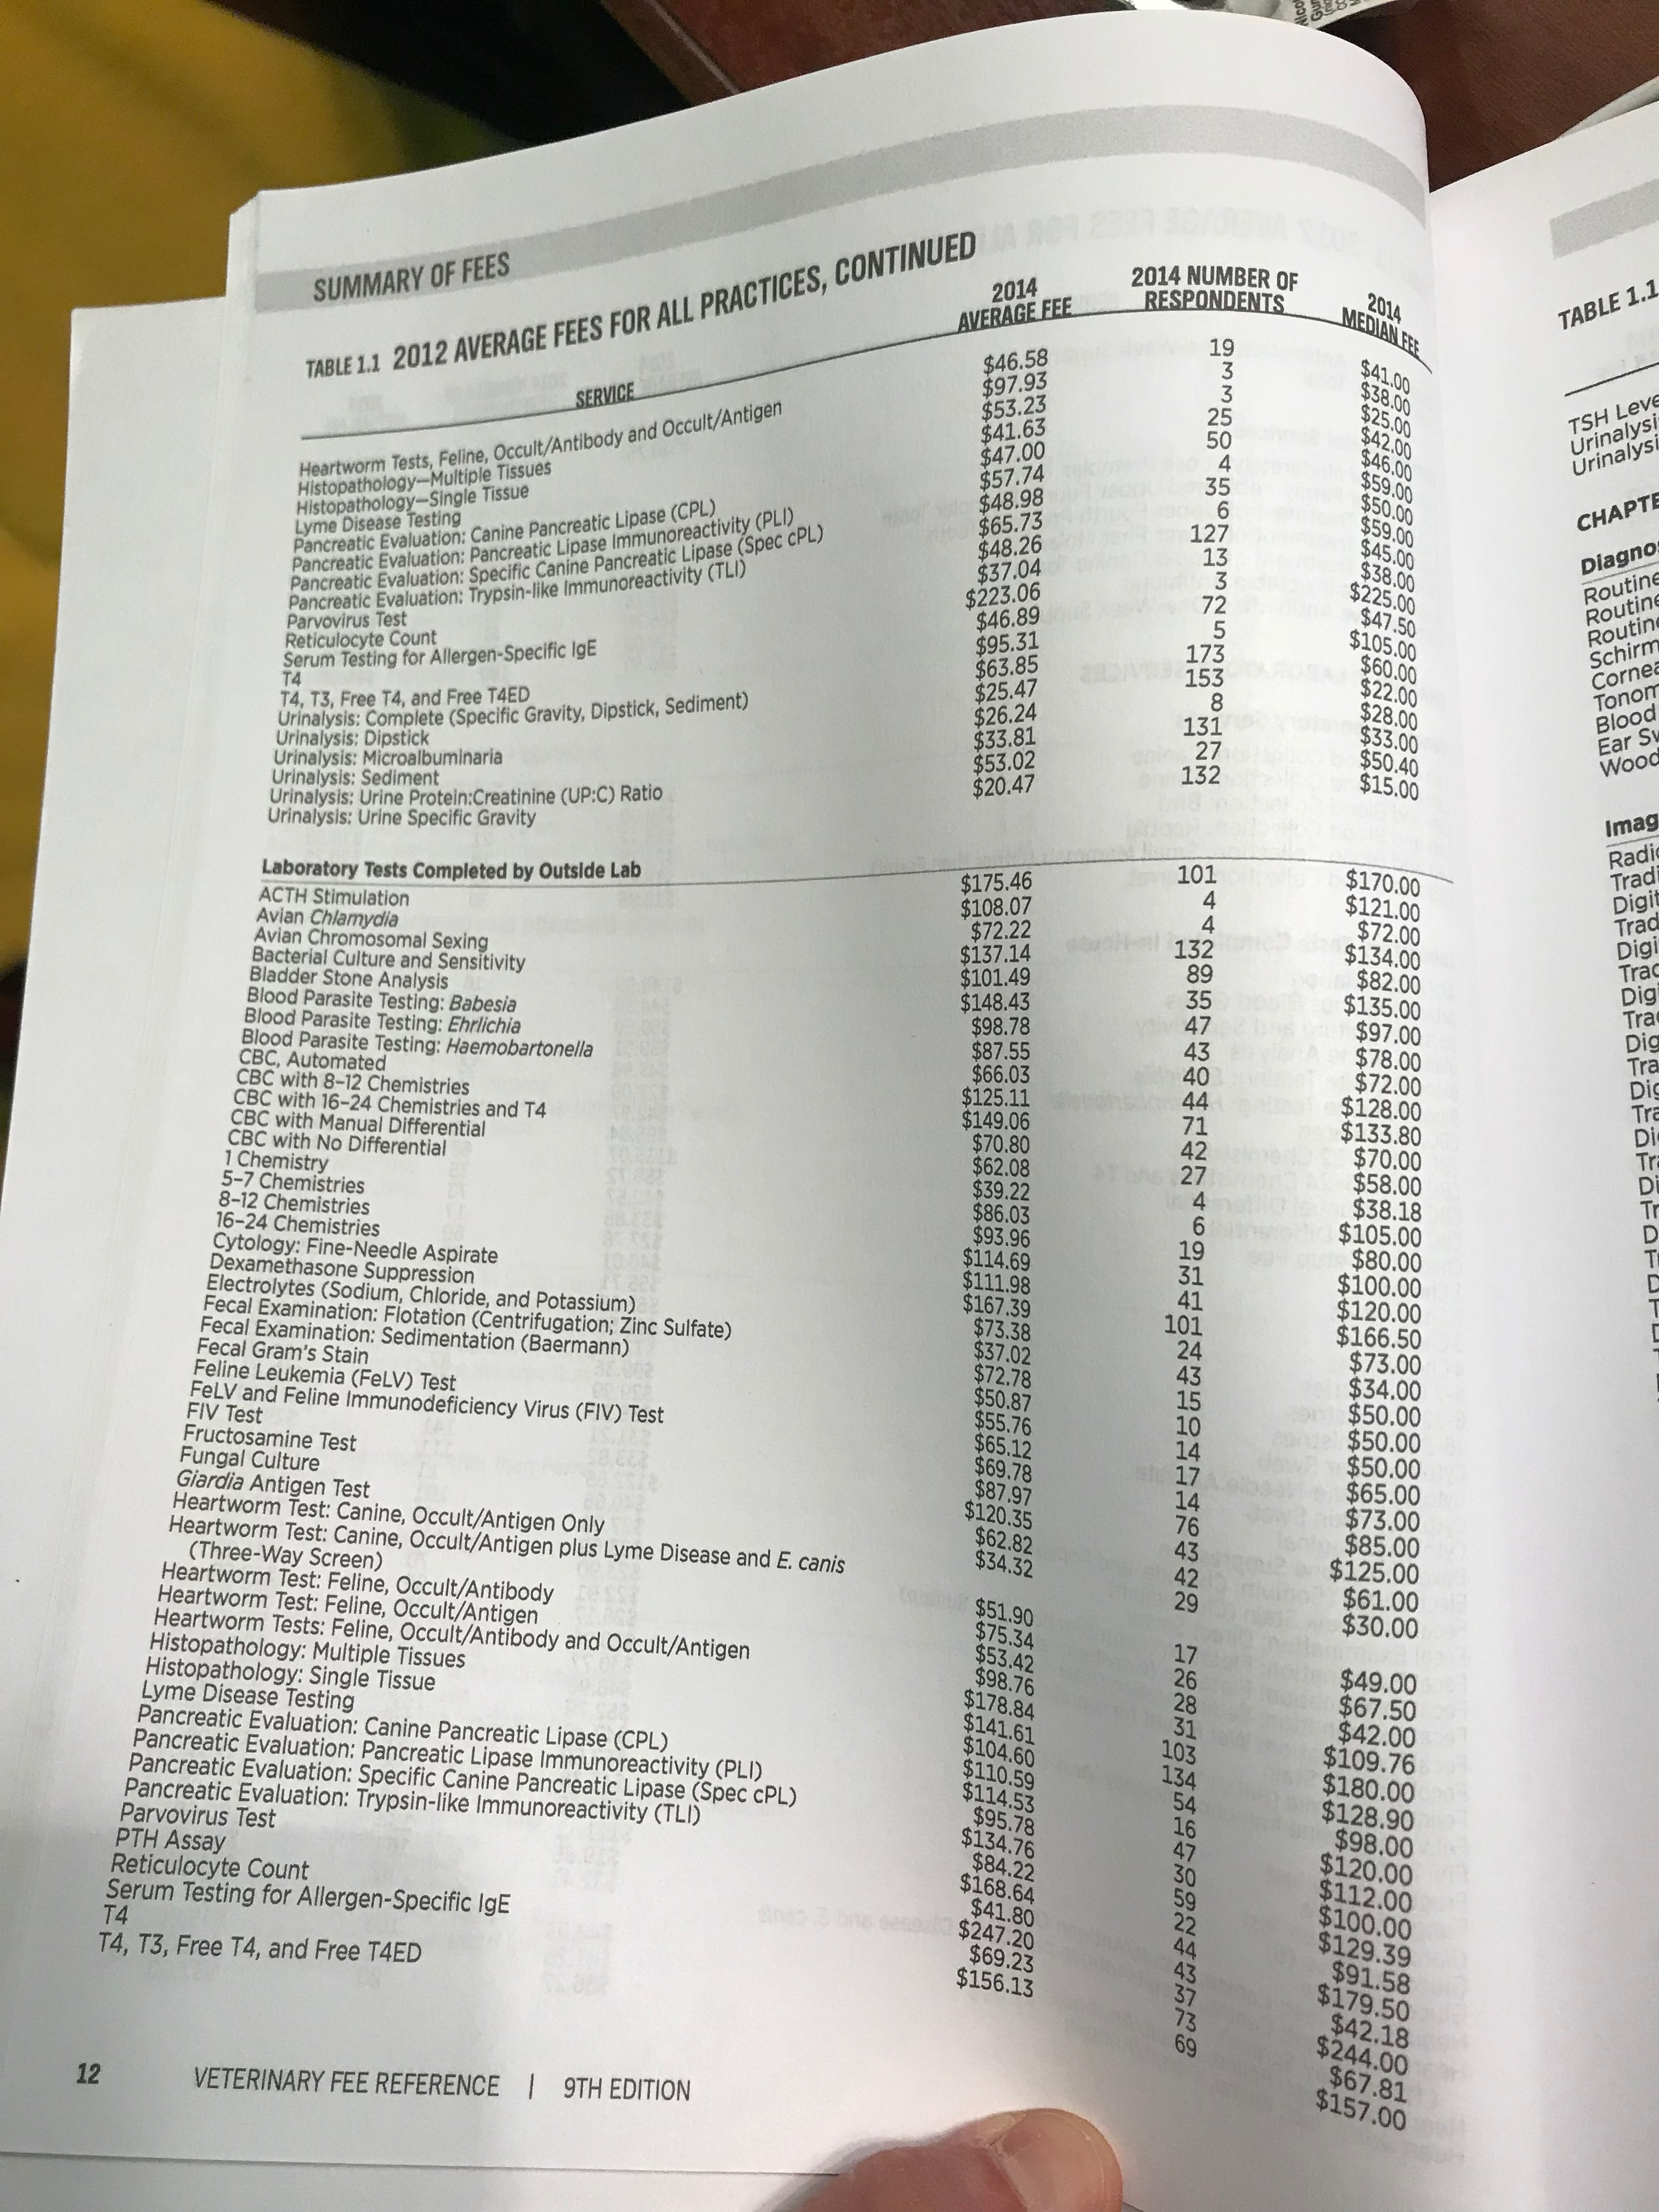 SUMMARY OF FEES
TABLE 1.1 2012 AVERAGE FEES FOR ALL PRACTICES, CONTINUED
SERVICE
2014
AVERAGE FEE
2014 NUMBER OF
RESPONDENTS
2014
MEDIAN FEE
Heartworm Tests, Feline, Occult/Antibody and Occult/Antigen $46.58 19 $41.00
Histopathology—Multiple Tissues $97.93 3 $38.00
Histopathology—Single Tissue $53.23 3 $25.00
Lyme Disease Testing $41.63 25 $42.00
Pancreatic Evaluation: Canine Pancreatic Lipase (CPL) $47.00 50 $46.00
Pancreatic Evaluation: Pancreatic Lipase Immunoreactivity (PLI) $57.74 4 $59.00
Pancreatic Evaluation: Specific Canine Pancreatic Lipase (Spec cPL) $48.98 35 $50.00
Pancreatic Evaluation: Trypsin-like Immunoreactivity (TLI) $65.73 6 $59.00
Parvovirus Test $48.26 127 $45.00
Reticulocyte Count $37.04 13 $38.00
Serum Testing for Allergen-Specific IgE $223.06 3 $225.00
T4 $46.89 72 $47.50
T4, T3, Free T4, and Free T4ED $95.31 5 $105.00
Urinalysis: Complete (Specific Gravity, Dipstick, Sediment) $63.85 173 $60.00
Urinalysis: Dipstick $25.47 153 $22.00
Urinalysis: Microalbuminaria $26.24 8 $28.00
Urinalysis: Sediment $33.81 131 $33.00
Urinalysis: Urine Protein:Creatinine (UP:C) Ratio $53.02 27 $50.40
Urinalysis: Urine Specific Gravity $20.47 132 $15.00
Laboratory Tests Completed by Outside Lab
ACTH Stimulation $175.46 101 $170.00
Avian Chlamydia $108.07 4 $121.00
Avian Chromosomal Sexing $72.22 4 $72.00
Bacterial Culture and Sensitivity $137.14 132 $134.00
Bladder Stone Analysis $101.49 89 $82.00
Blood Parasite Testing: Babesia $148.43 35 $135.00
Blood Parasite Testing: Ehrlichia $98.78 47 $97.00
Blood Parasite Testing: Haemobartonella $87.55 43 $78.00
CBC, Automated $66.03 40 $72.00
CBC with 8–12 Chemistries $125.11 44 $128.00
CBC with 16–24 Chemistries and T4 $149.06 71 $133.80
CBC with Manual Differential $70.80 42 $70.00
CBC with No Differential $62.08 27 $58.00
1 Chemistry $39.22 4 $38.18
5–7 Chemistries $86.03 6 $105.00
8–12 Chemistries $93.96 19 $80.00
16–24 Chemistries $114.69 31 $100.00
Cytology: Fine-Needle Aspirate $111.98 41 $120.00
Dexamethasone Suppression $167.39 101 $166.50
Electrolytes (Sodium, Chloride, and Potassium) $73.38 24 $73.00
Fecal Examination: Flotation (Centrifugation; Zinc Sulfate) $37.02 43 $34.00
Fecal Examination: Sedimentation (Baermann) $72.78 15 $50.00
Fecal Gram's Stain $50.87 10 $50.00
Feline Leukemia (FeLV) Test $55.76 14 $50.00
FeLV and Feline Immunodeficiency Virus (FIV) Test $65.12 17 $65.00
FIV Test $69.78 14 $73.00
Fructosamine Test $87.97 76 $85.00
Fungal Culture $120.35 43 $125.00
Giardia Antigen Test $62.82 42 $61.00
Heartworm Test: Canine, Occult/Antigen Only $34.32 29 $30.00
Heartworm Test: Canine, Occult/Antigen plus Lyme Disease and E. canis
(Three-Way Screen) $51.90 17 $49.00
Heartworm Test: Feline, Occult/Antibody $75.34 26 $67.50
Heartworm Test: Feline, Occult/Antigen $53.42 28 $42.00
Heartworm Tests: Feline, Occult/Antibody and Occult/Antigen $98.76 31 $109.76
Histopathology: Multiple Tissues $178.84 103 $180.00
Histopathology: Single Tissue $141.61 134 $128.90
Lyme Disease Testing $104.60 54 $98.00
Pancreatic Evaluation: Canine Pancreatic Lipase (CPL) $110.59 16 $120.00
Pancreatic Evaluation: Pancreatic Lipase Immunoreactivity (PLI) $114.53 47 $112.00
Pancreatic Evaluation: Specific Canine Pancreatic Lipase (Spec cPL) $95.78 30 $100.00
Pancreatic Evaluation: Trypsin-like Immunoreactivity (TLI) $134.76 59 $129.39
Parvovirus Test $84.22 22 $91.58
PTH Assay $168.64 44 $179.50
Reticulocyte Count $41.80 43 $42.18
Serum Testing for Allergen-Specific IgE $247.20 37 $244.00
T4 $69.23 73 $67.81
T4, T3, Free T4, and Free T4ED $156.13 69 $157.00
12 VETERINARY FEE REFERENCE | 9TH EDITION
TABLE 1.1
TSH Leve
Urinalysi
Urinalysi
CHAPTE
Diagno
Routine
Routine
Routin
Schirm
Cornea
Tonom
Blood
Ear Sw
Wood
Imag
Radi
Tradi
Digit
Trad
Digi